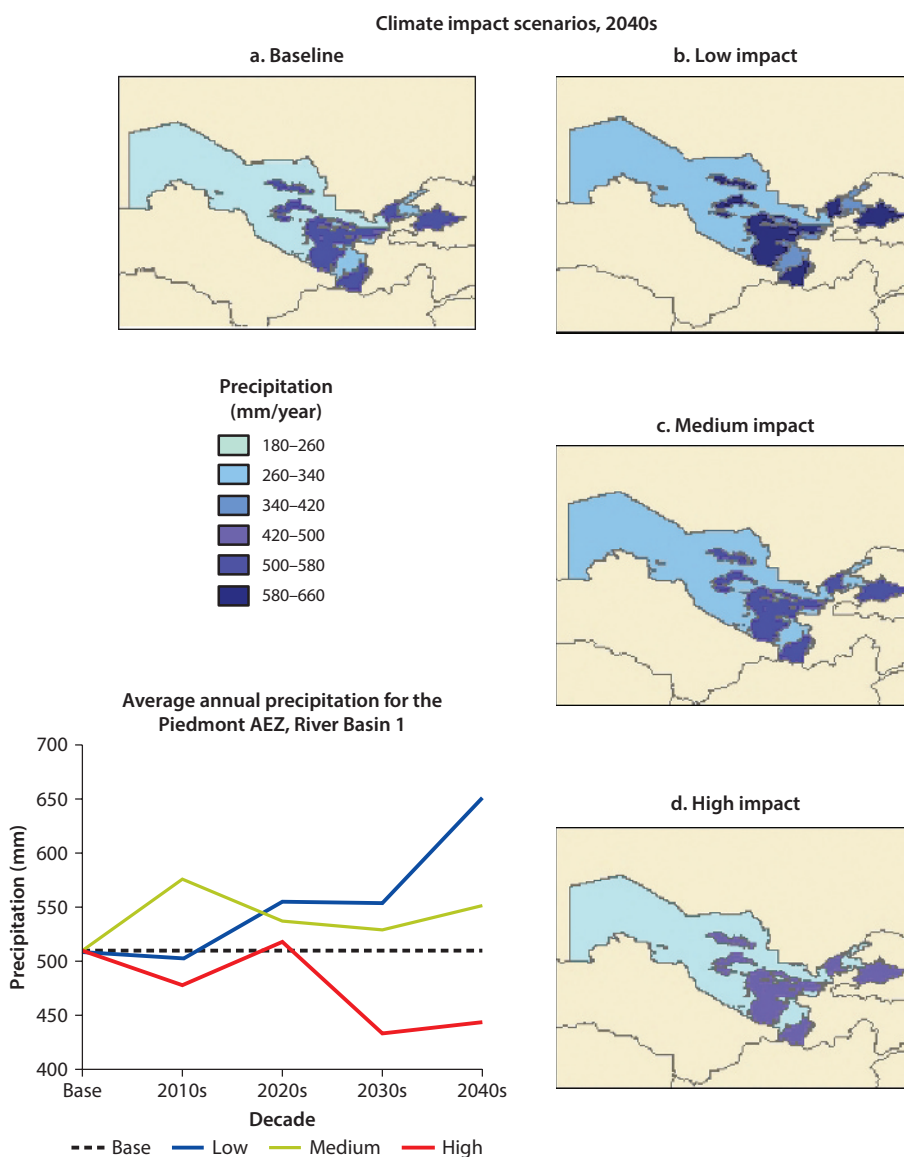 Climate impact scenarios, 2040s
a. Baseline
b. Low impact
Precipitation
(mm/year)
180–260
260–340
340–420
420–500
500–580
580–660
c. Medium impact
Average annual precipitation for the
Piedmont AEZ, River Basin 1
Precipitation (mm)
700
650
600
550
500
450
400
Base 2010s 2020s 2030s 2040s
Decade
Base Low Medium High
d. High impact